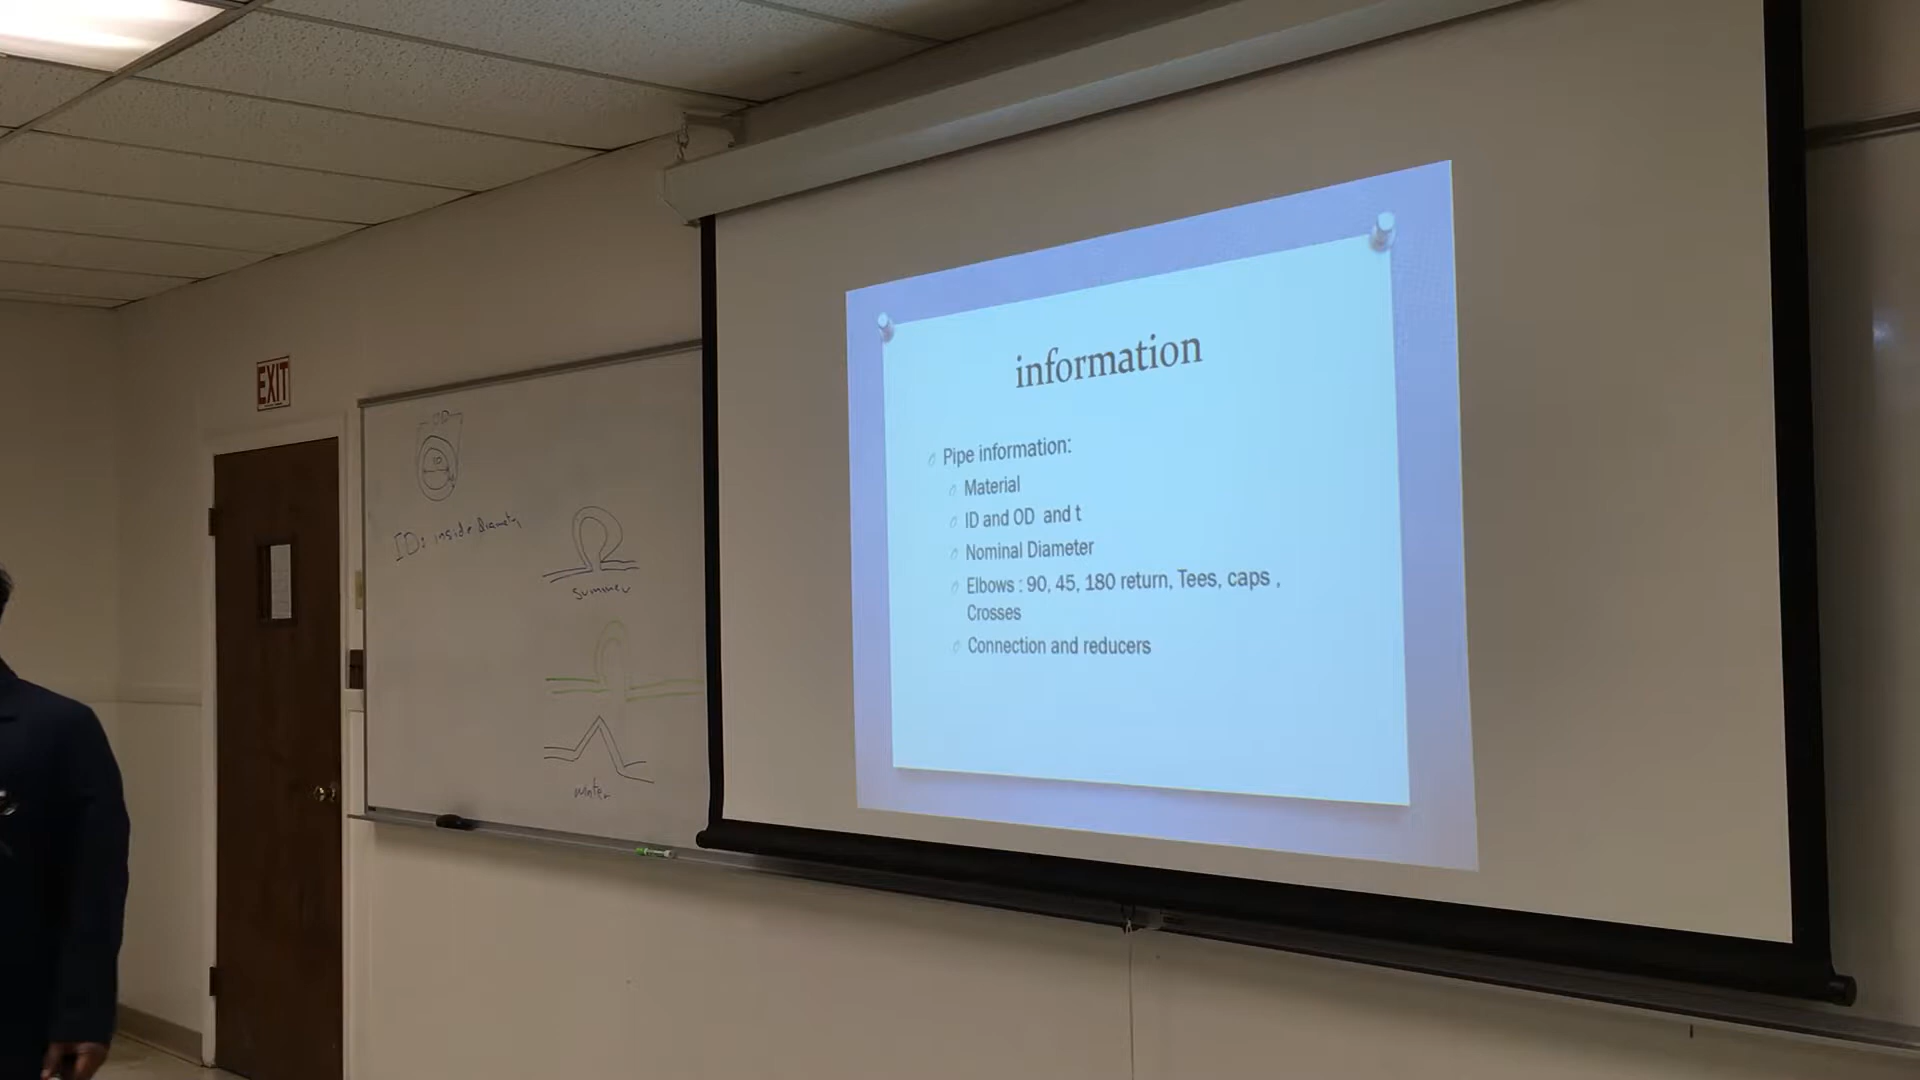 EXIT
OD
ID
ID: inside Diameter
summer
winter
information
Pipe information:
Material
ID and OD and t
Nominal Diameter
Elbows : 90, 45, 180 return, Tees, caps ,
Crosses
Connection and reducers